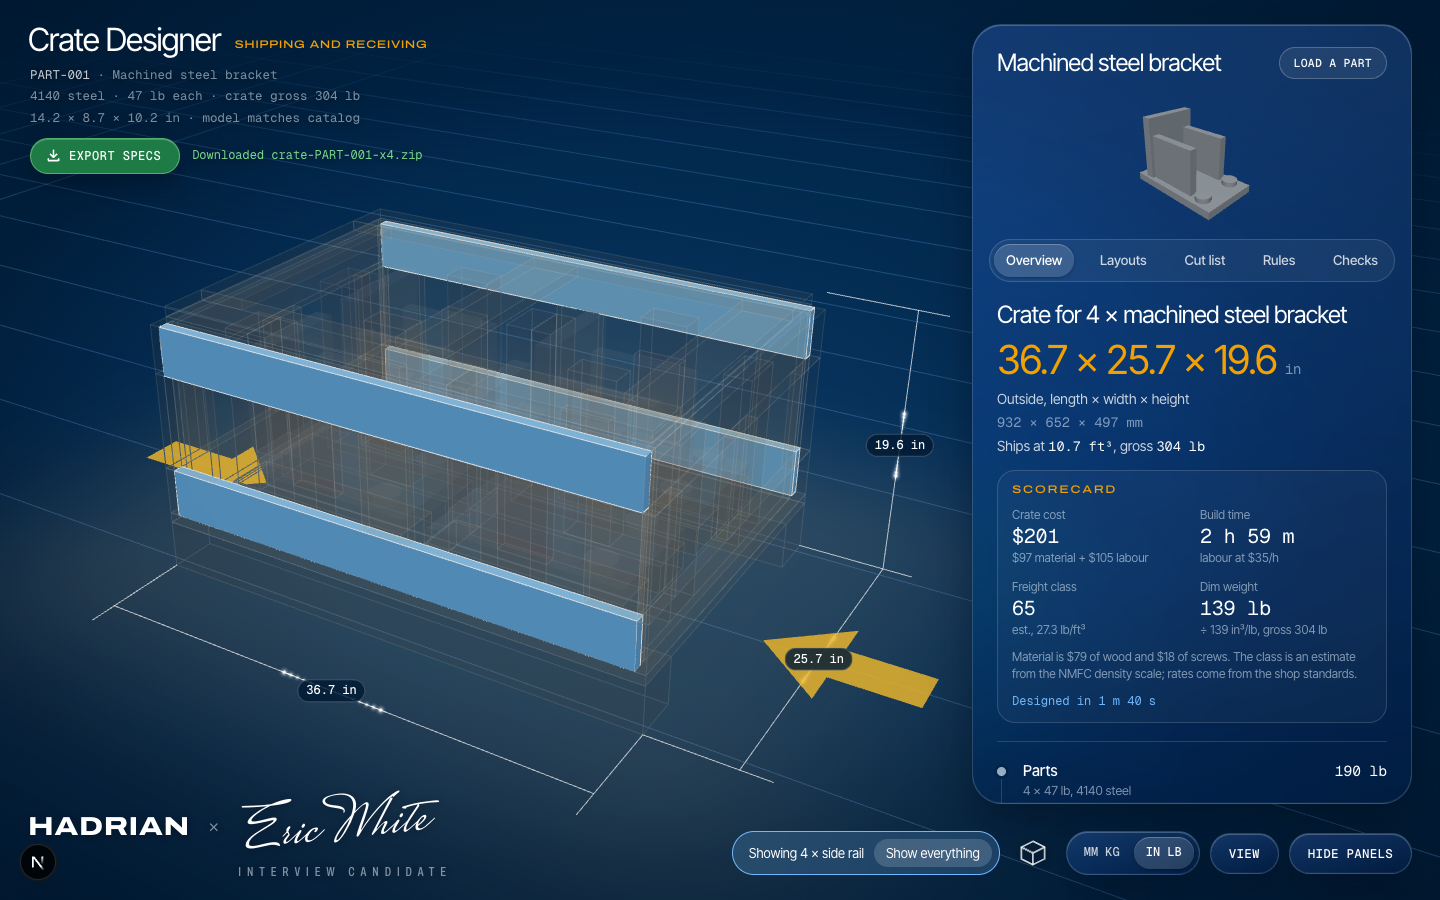 Crate Designer SHIPPING AND RECEIVING
PART-001 · Machined steel bracket
4140 steel · 47 lb each · crate gross 304 lb
14.2 × 8.7 × 10.2 in · model matches catalog
EXPORT SPECS Downloaded crate-PART-001-x4.zip
19.6 in
25.7 in
36.7 in
HADRIAN × Eric White
INTERVIEW CANDIDATE
N
Machined steel bracket LOAD A PART
Overview Layouts Cut list Rules Checks
Crate for 4 × machined steel bracket
36.7 × 25.7 × 19.6 in
Outside, length × width × height
932 × 652 × 497 mm
Ships at 10.7 ft³, gross 304 lb
SCORECARD
Crate cost Build time
$201 2 h 59 m
$97 material + $105 labour labour at $35/h
Freight class Dim weight
65 139 lb
est., 27.3 lb/ft³ ÷ 139 in³/lb, gross 304 lb
Material is $79 of wood and $18 of screws. The class is an estimate
from the NMFC density scale; rates come from the shop standards.
Designed in 1 m 40 s
Parts 190 lb
4 × 47 lb, 4140 steel
Showing 4 × side rail Show everything MM KG IN LB VIEW HIDE PANELS